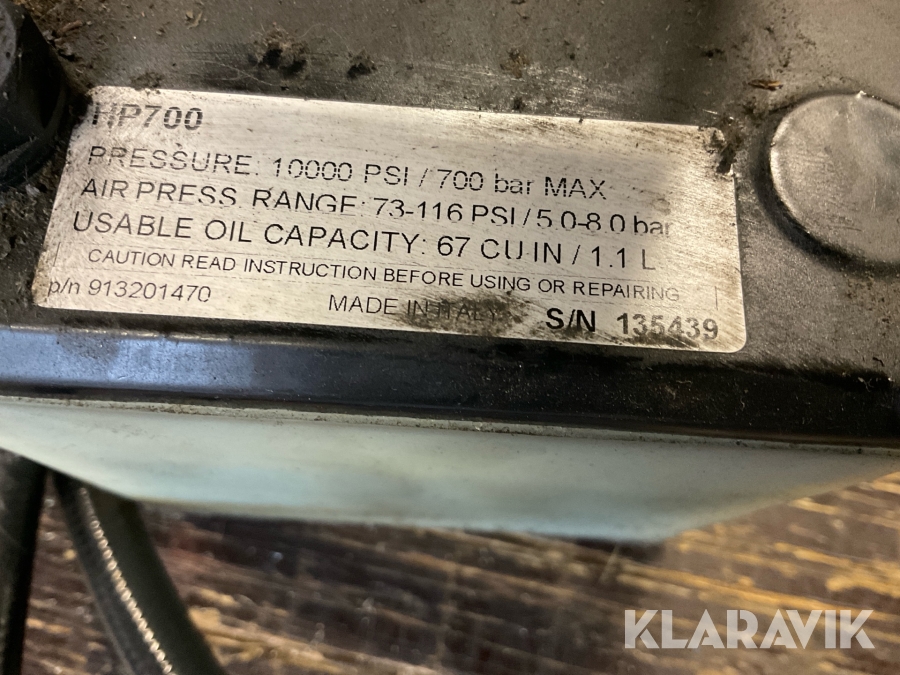 HP700
PRESSURE: 10000 PSI / 700 bar MAX
AIR PRESS. RANGE: 73-116 PSI / 5.0-8.0 bar
USABLE OIL CAPACITY: 67 CU IN / 1.1 L
CAUTION READ INSTRUCTION BEFORE USING OR REPAIRING
p/n 913201470 MADE IN ITALY S/N 135439
KLARAVIK